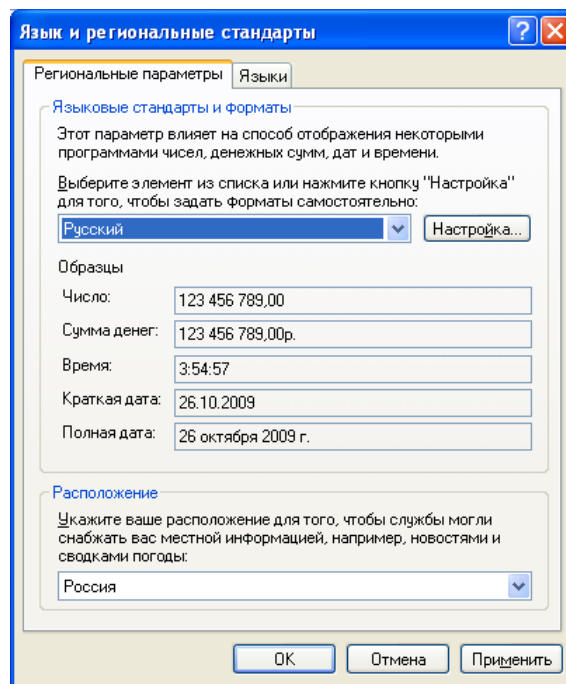 Язык и региональные стандарты
Региональные параметры Языки
Языковые стандарты и форматы
Этот параметр влияет на способ отображения некоторыми
программами чисел, денежных сумм, дат и времени.
Выберите элемент из списка или нажмите кнопку "Настройка"
для того, чтобы задать форматы самостоятельно:
Русский Настройка...
Образцы
Число: 123 456 789,00
Сумма денег: 123 456 789,00р.
Время: 3:54:57
Краткая дата: 26.10.2009
Полная дата: 26 октября 2009 г.
Расположение
Укажите ваше расположение для того, чтобы службы могли
снабжать вас местной информацией, например, новостями и
сводками погоды:
Россия
OK Отмена Применить